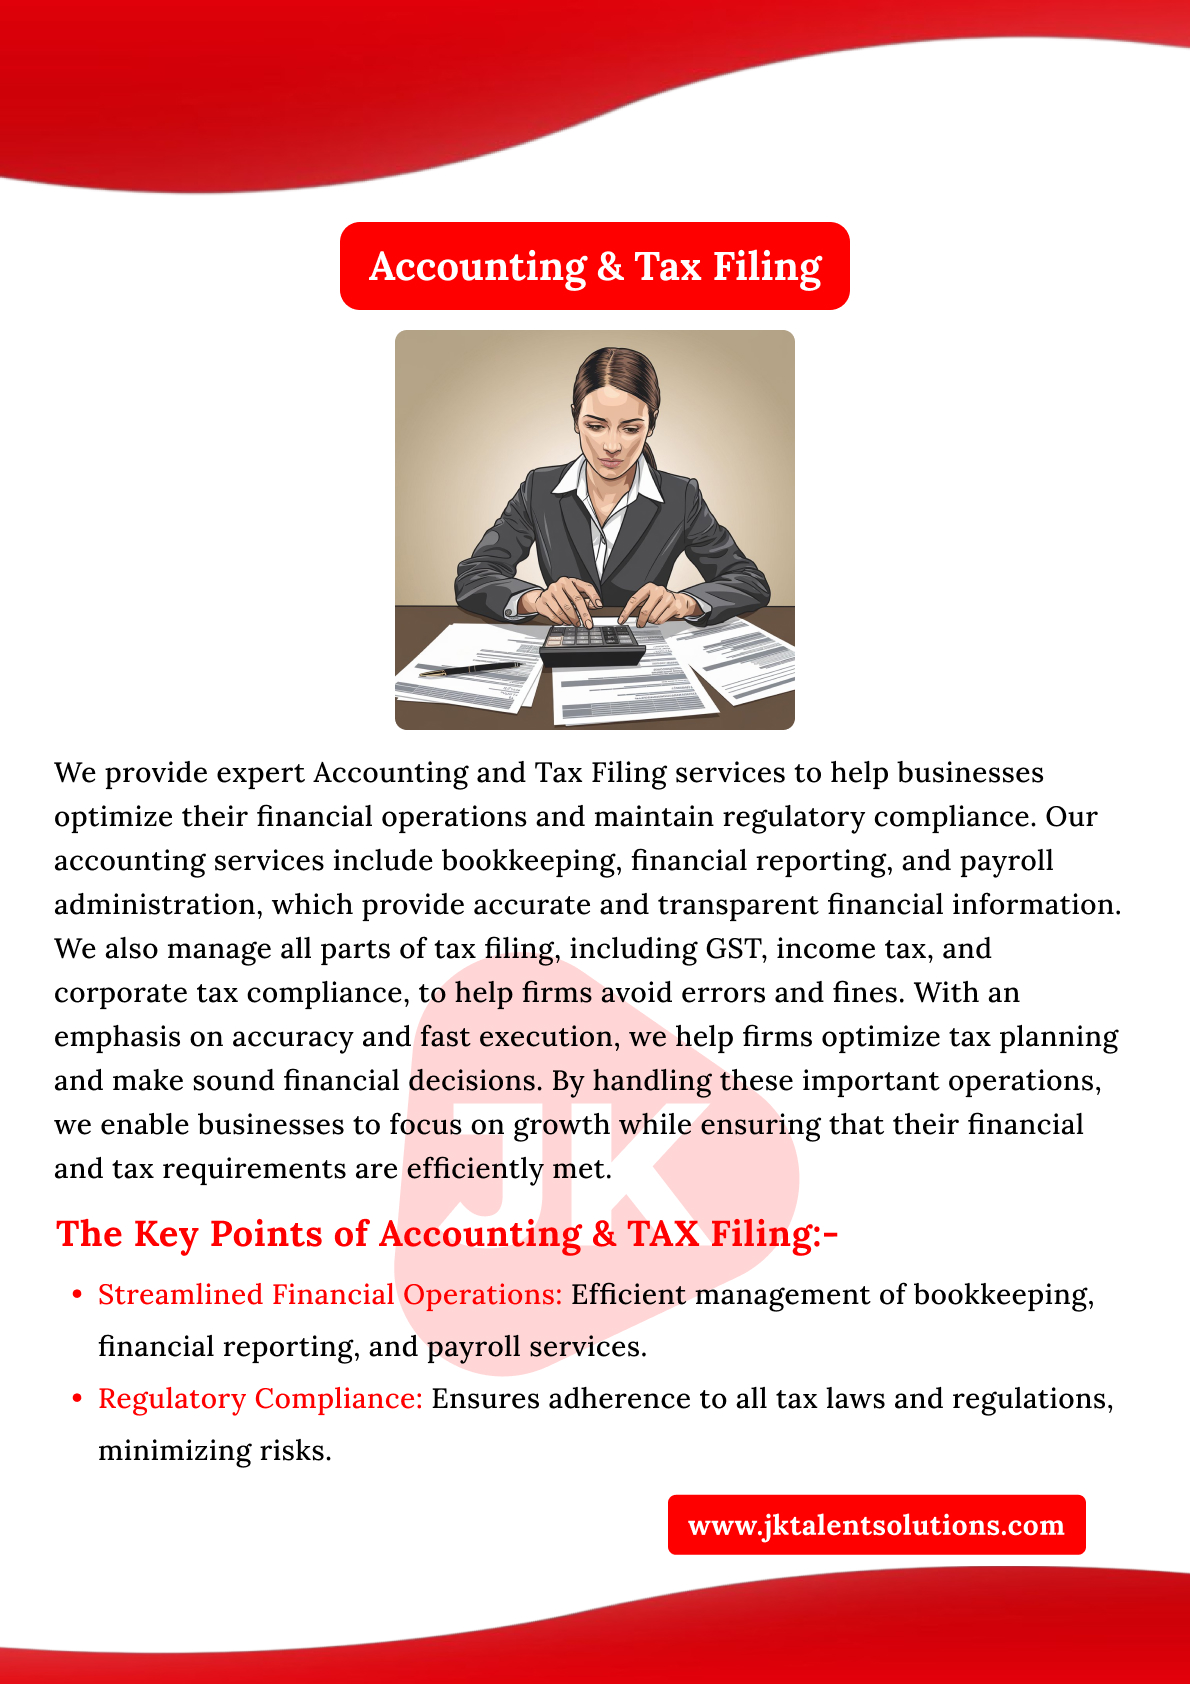 Accounting & Tax Filing
We provide expert Accounting and Tax Filing services to help businesses
optimize their financial operations and maintain regulatory compliance. Our
accounting services include bookkeeping, financial reporting, and payroll
administration, which provide accurate and transparent financial information.
We also manage all parts of tax filing, including GST, income tax, and
corporate tax compliance, to help firms avoid errors and fines. With an
emphasis on accuracy and fast execution, we help firms optimize tax planning
and make sound financial decisions. By handling these important operations,
we enable businesses to focus on growth while ensuring that their financial
and tax requirements are efficiently met.
JK
The Key Points of Accounting & TAX Filing:-
• Streamlined Financial Operations: Efficient management of bookkeeping,
financial reporting, and payroll services.
• Regulatory Compliance: Ensures adherence to all tax laws and regulations,
minimizing risks.
www.jktalentsolutions.com